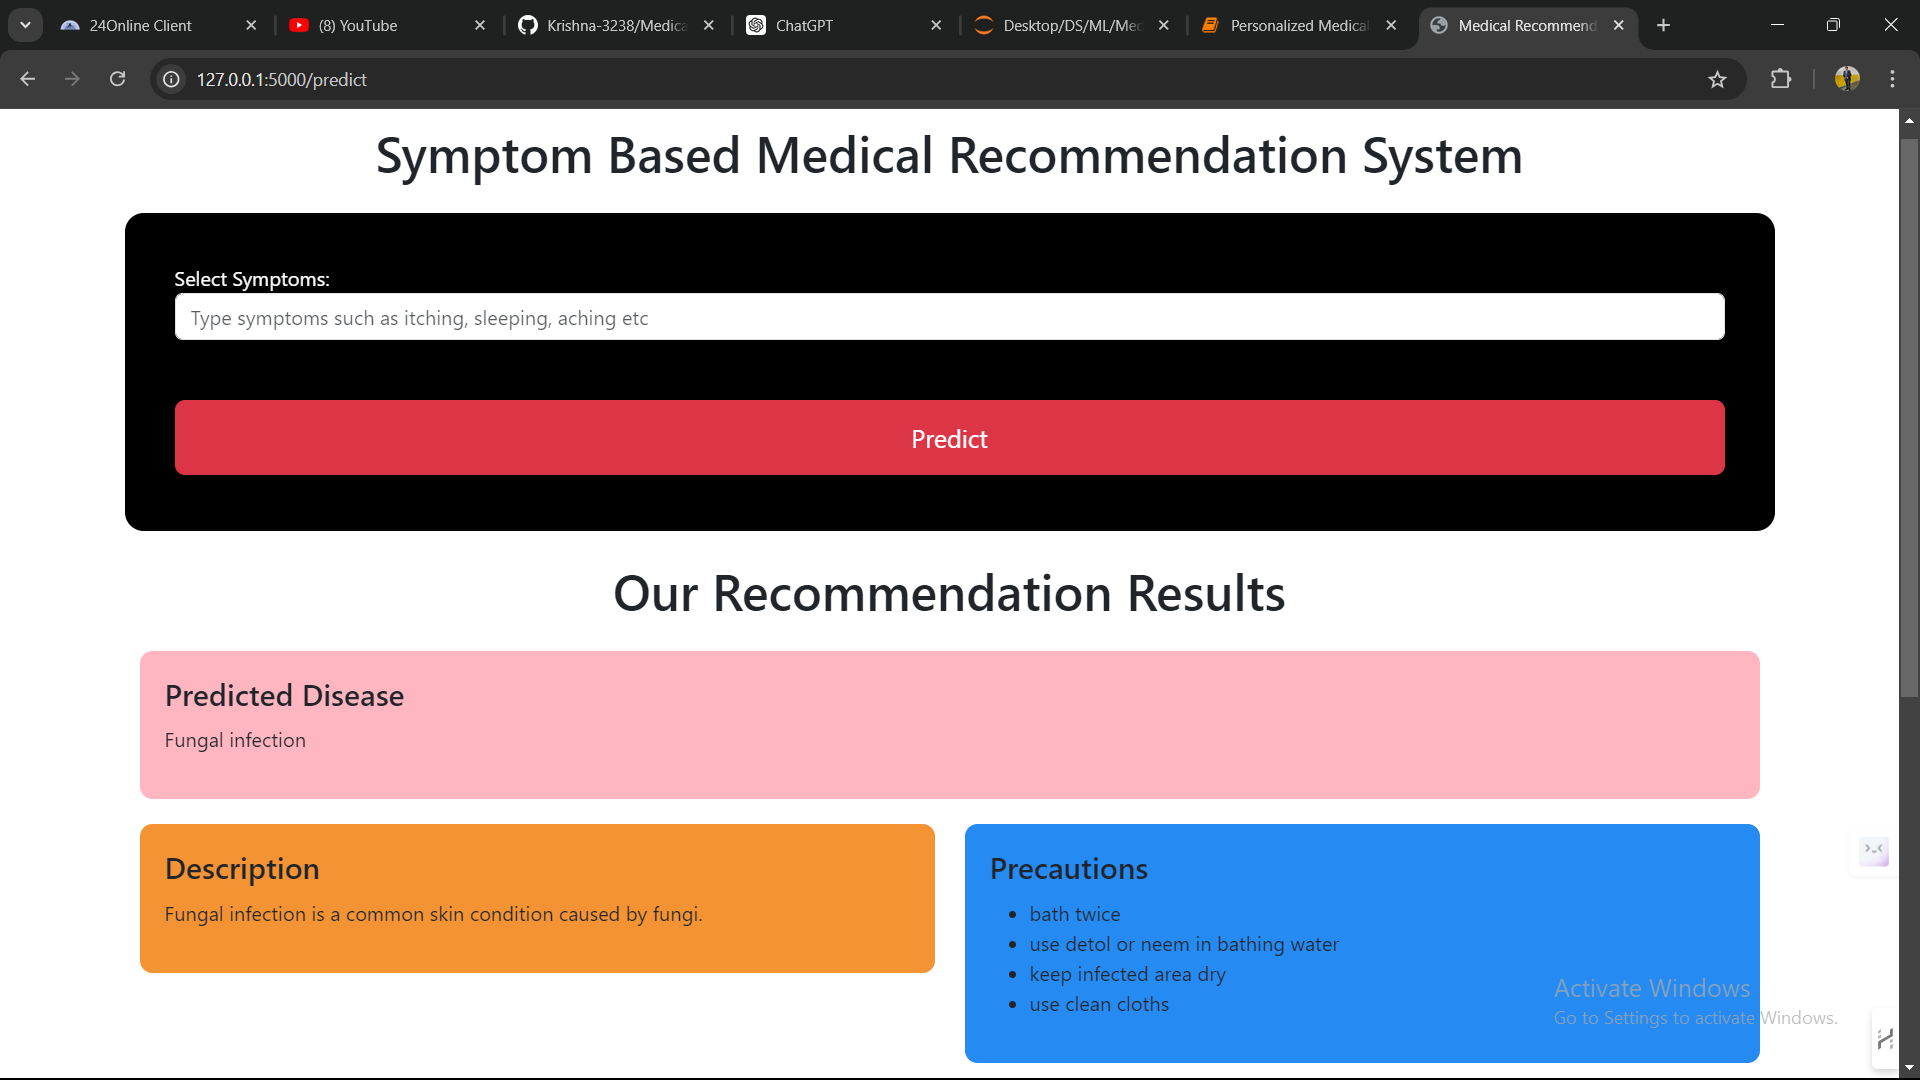 24Online Client
(8) YouTube
Krishna-3238/Medica
ChatGPT
Desktop/DS/ML/Med
Personalized Medical
Medical Recommend
127.0.0.1:5000/predict
Symptom Based Medical Recommendation System
Select Symptoms:
Type symptoms such as itching, sleeping, aching etc
Predict
Our Recommendation Results
Predicted Disease
Fungal infection
Description
Fungal infection is a common skin condition caused by fungi.
Precautions
bath twice
use detol or neem in bathing water
keep infected area dry
use clean cloths
Activate Windows
Go to Settings to activate Windows.